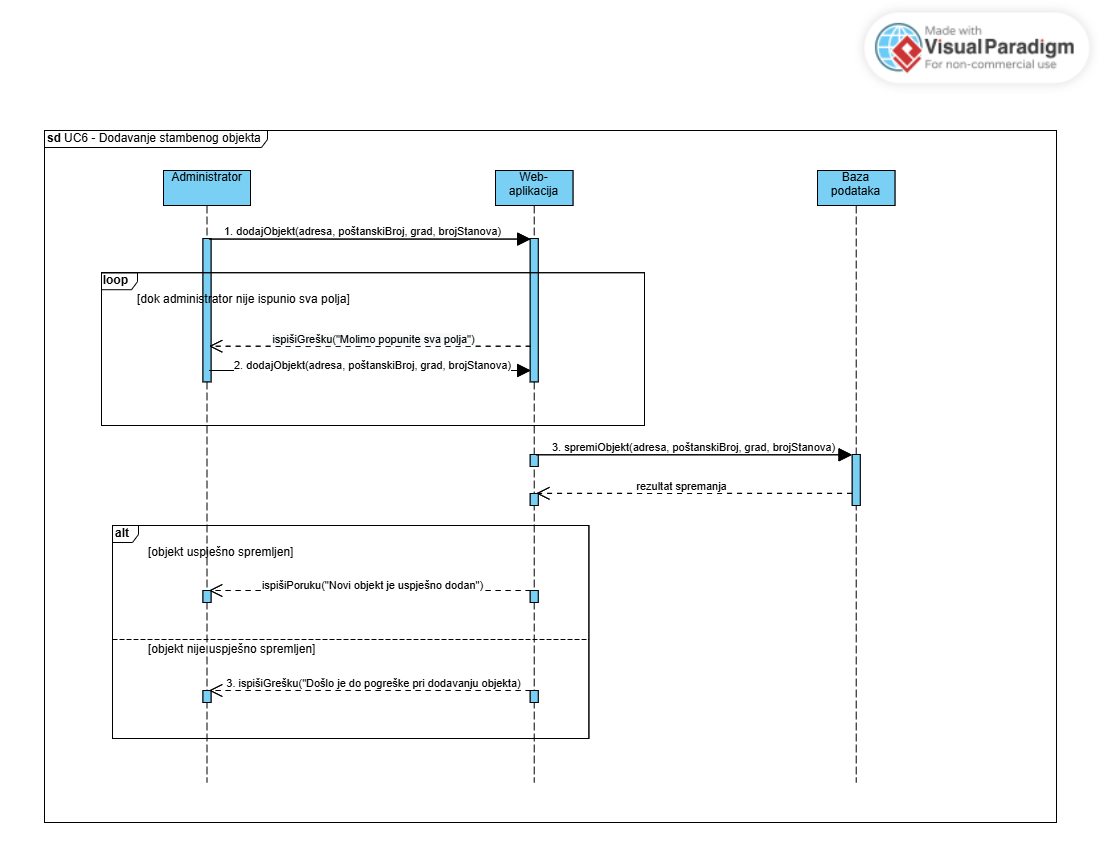 Made with
Visual Paradigm
For non-commercial use
sd UC6 - Dodavanje stambenog objekta
Administrator
Web-
aplikacija
Baza
podataka
1. dodajObjekt(adresa, poštanskiBroj, grad, brojStanova)
loop
[dok administrator nije ispunio sva polja]
ispišiGrešku("Molimo popunite sva polja")
2. dodajObjekt(adresa, poštanskiBroj, grad, brojStanova)
3. spremiObjekt(adresa, poštanskiBroj, grad, brojStanova)
rezultat spremanja
alt
[objekt uspješno spremljen]
ispišiPoruku("Novi objekt je uspješno dodan")
[objekt nije uspješno spremljen]
3. ispišiGrešku("Došlo je do pogreške pri dodavanju objekta)